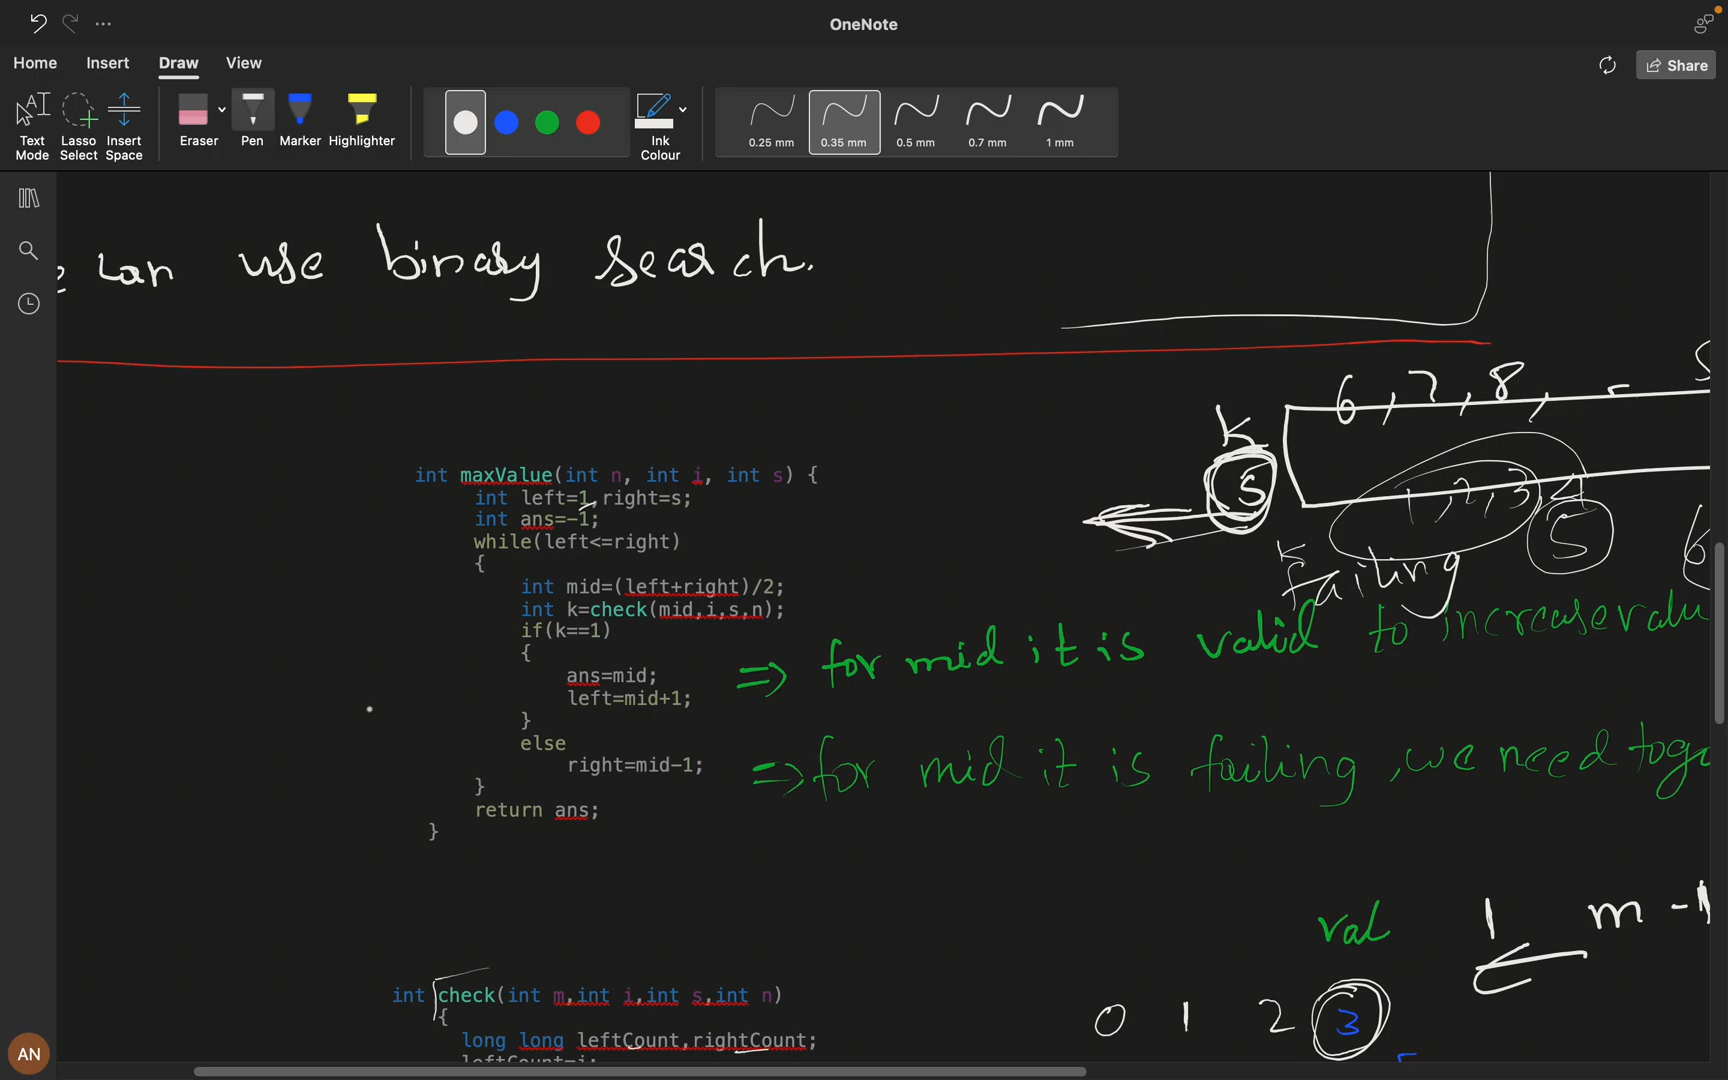 OneNote
Home Insert Draw View
Share
Text Mode
Lasso Select
Insert Space
Eraser
Pen
Marker
Highlighter
Ink Colour
0.25 mm
0.35 mm
0.5 mm
0.7 mm
1 mm
can use binary search.
6, 7, 8,
k
5
1, 2, 3, 4
5
6
k
failing
int maxValue(int n, int i, int s) {
int left=1,right=s;
int ans=-1;
while(left<=right)
{
int mid=(left+right)/2;
int k=check(mid,i,s,n);
if(k==1)
{
ans=mid;
left=mid+1;
}
else
right=mid-1;
}
return ans;
}
=> for mid it is valid to increase valu
=> for mid it is failing, we need to go
val
1 m-1
0 1 2 3
int check(int m,int i,int s,int n)
{
long long leftCount,rightCount;
leftCount=i;
AN